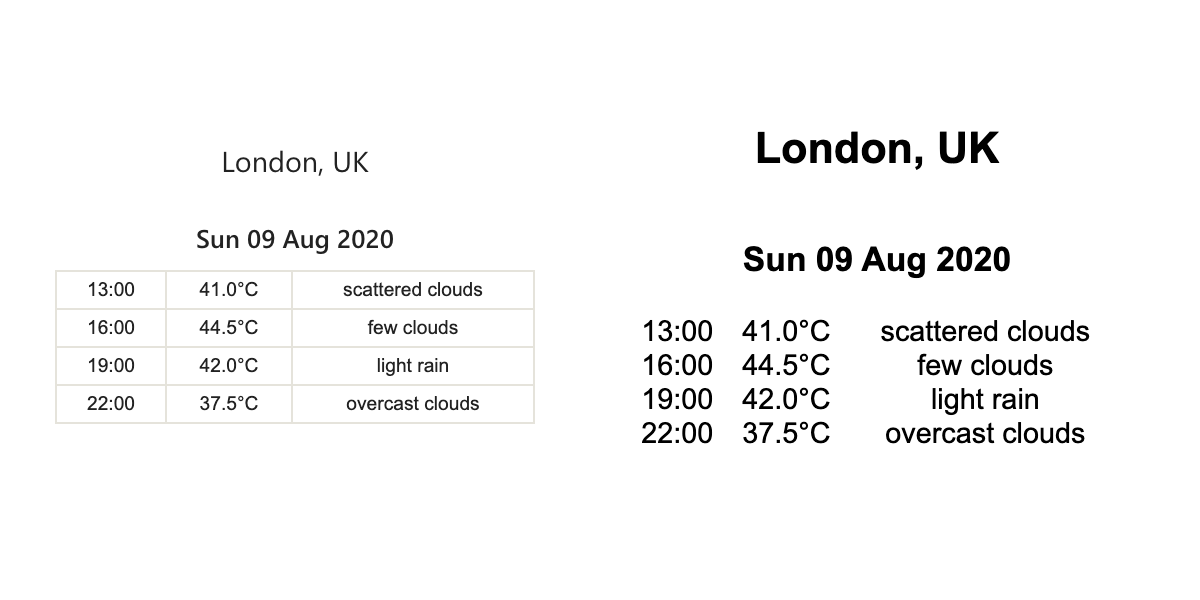 London, UK
Sun 09 Aug 2020
13:00 41.0°C scattered clouds
16:00 44.5°C few clouds
19:00 42.0°C light rain
22:00 37.5°C overcast clouds
London, UK
Sun 09 Aug 2020
13:00 41.0°C scattered clouds
16:00 44.5°C few clouds
19:00 42.0°C light rain
22:00 37.5°C overcast clouds